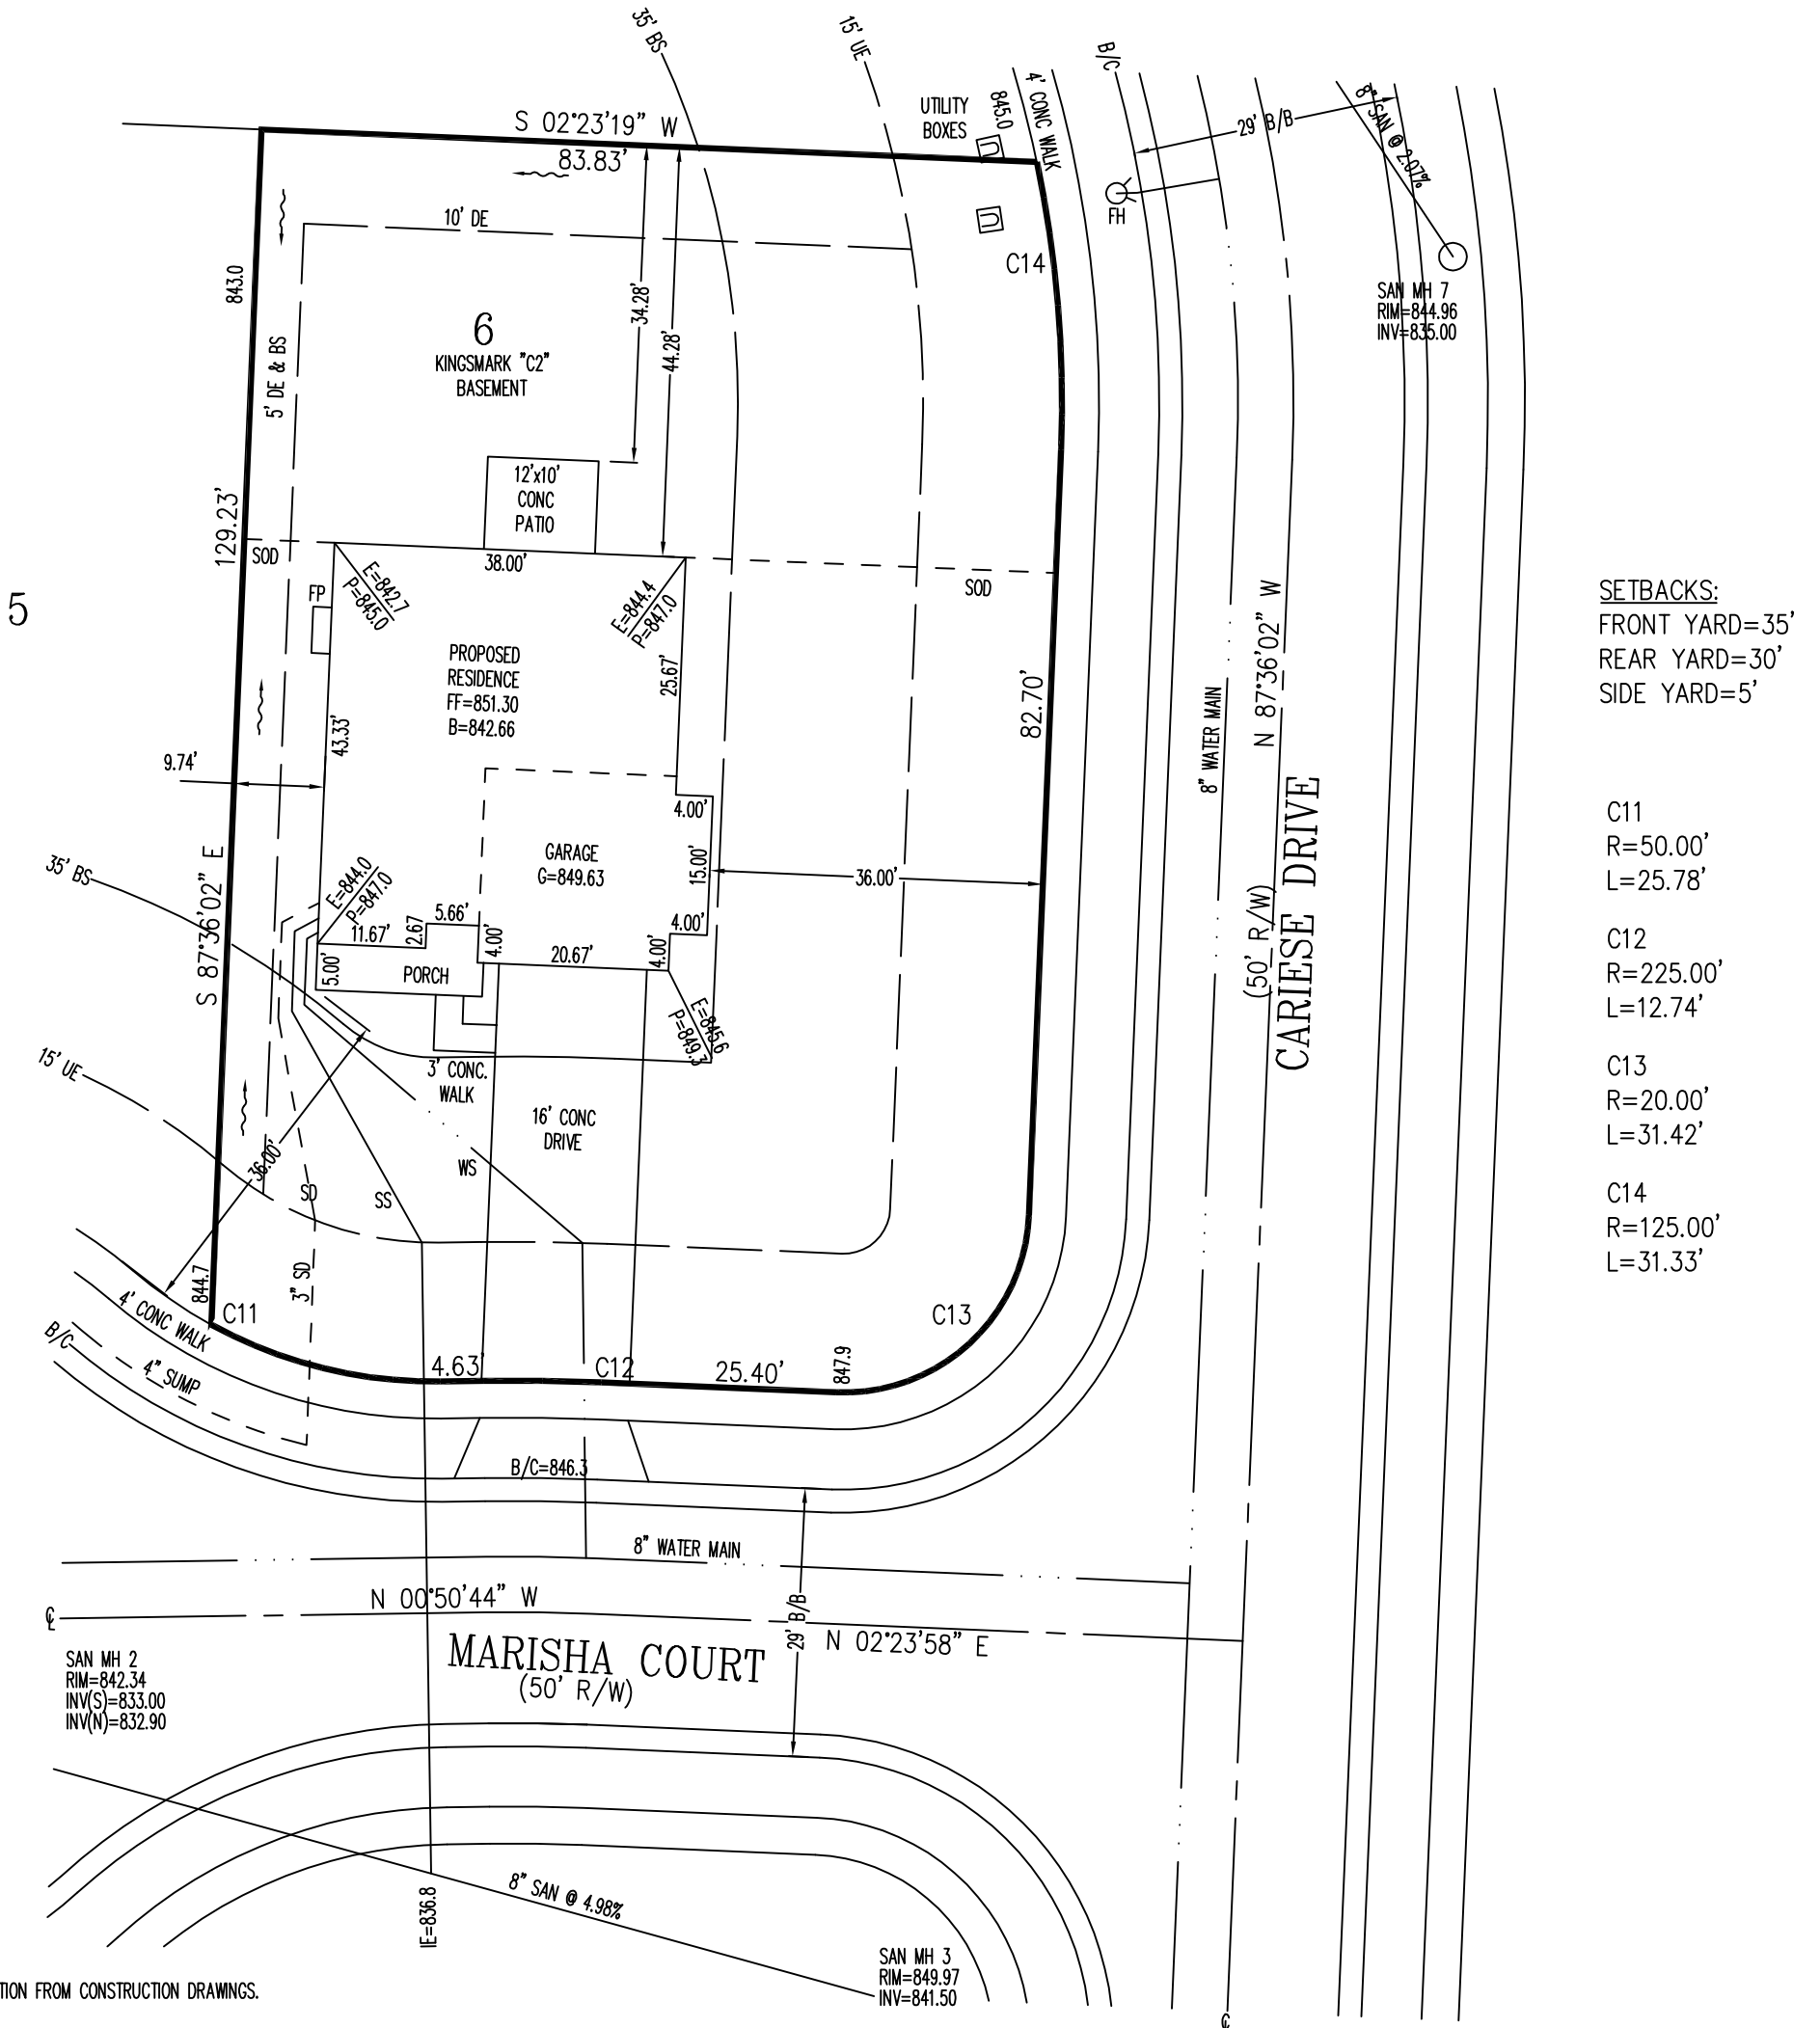 35' BS
15' UE
B/C
S 02°23'19" W
83.83'
UTILITY
BOXES
845.0
4' CONC WALK
29' B/B
8" SAN @ 2.07%
FH
10' DE
C14
SAN MH 7
RIM=844.96
INV=835.00
843.0
5' DE & BS
6
KINGSMARK "C2"
BASEMENT
34.28'
44.28'
12'x10'
CONC
PATIO
129.23'
SOD
38.00'
SOD
5
FP
E=842.7
P=845.0
E=844.4
P=847.0
PROPOSED
RESIDENCE
FF=851.30
B=842.66
25.67'
43.33'
82.70'
8" WATER MAIN
N 87°36'02" W
SETBACKS:
FRONT YARD=35'
REAR YARD=30'
SIDE YARD=5'
9.74'
4.00'
GARAGE
G=849.63
15.00'
36.00'
CARIESE DRIVE
(50' R/W)
C11
R=50.00'
L=25.78'
C12
R=225.00'
L=12.74'
C13
R=20.00'
L=31.42'
C14
R=125.00'
L=31.33'
35' BS
S 87°36'02" E
E=844.0
P=847.0
11.67'
2.67
5.66'
4.00'
20.67'
4.00'
4.00'
5.00'
PORCH
E=845.6
P=849.3
15' UE
3' CONC.
WALK
16' CONC
DRIVE
36.00'
SD
SS
WS
844.7
3" SD
C11
C13
4' CONC WALK
B/C
4" SUMP
4.63'
C12
25.40'
847.9
B/C=846.3
8" WATER MAIN
N 00°50'44" W
29' B/B
N 02°23'58" E
MARISHA COURT
(50' R/W)
SAN MH 2
RIM=842.34
INV(S)=833.00
INV(N)=832.90
8" SAN @ 4.98%
IE=836.8
SAN MH 3
RIM=849.97
INV=841.50
TION FROM CONSTRUCTION DRAWINGS.